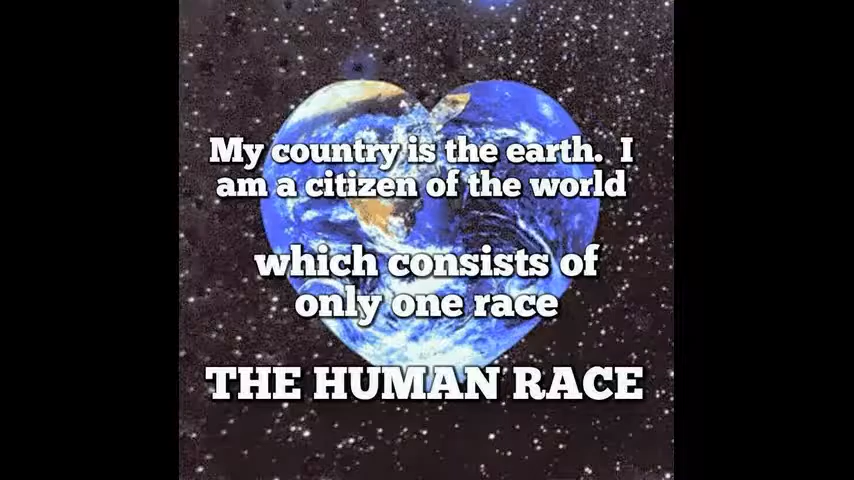 My country is the earth.  I
am a citizen of the world
which consists of
only one race
THE HUMAN RACE